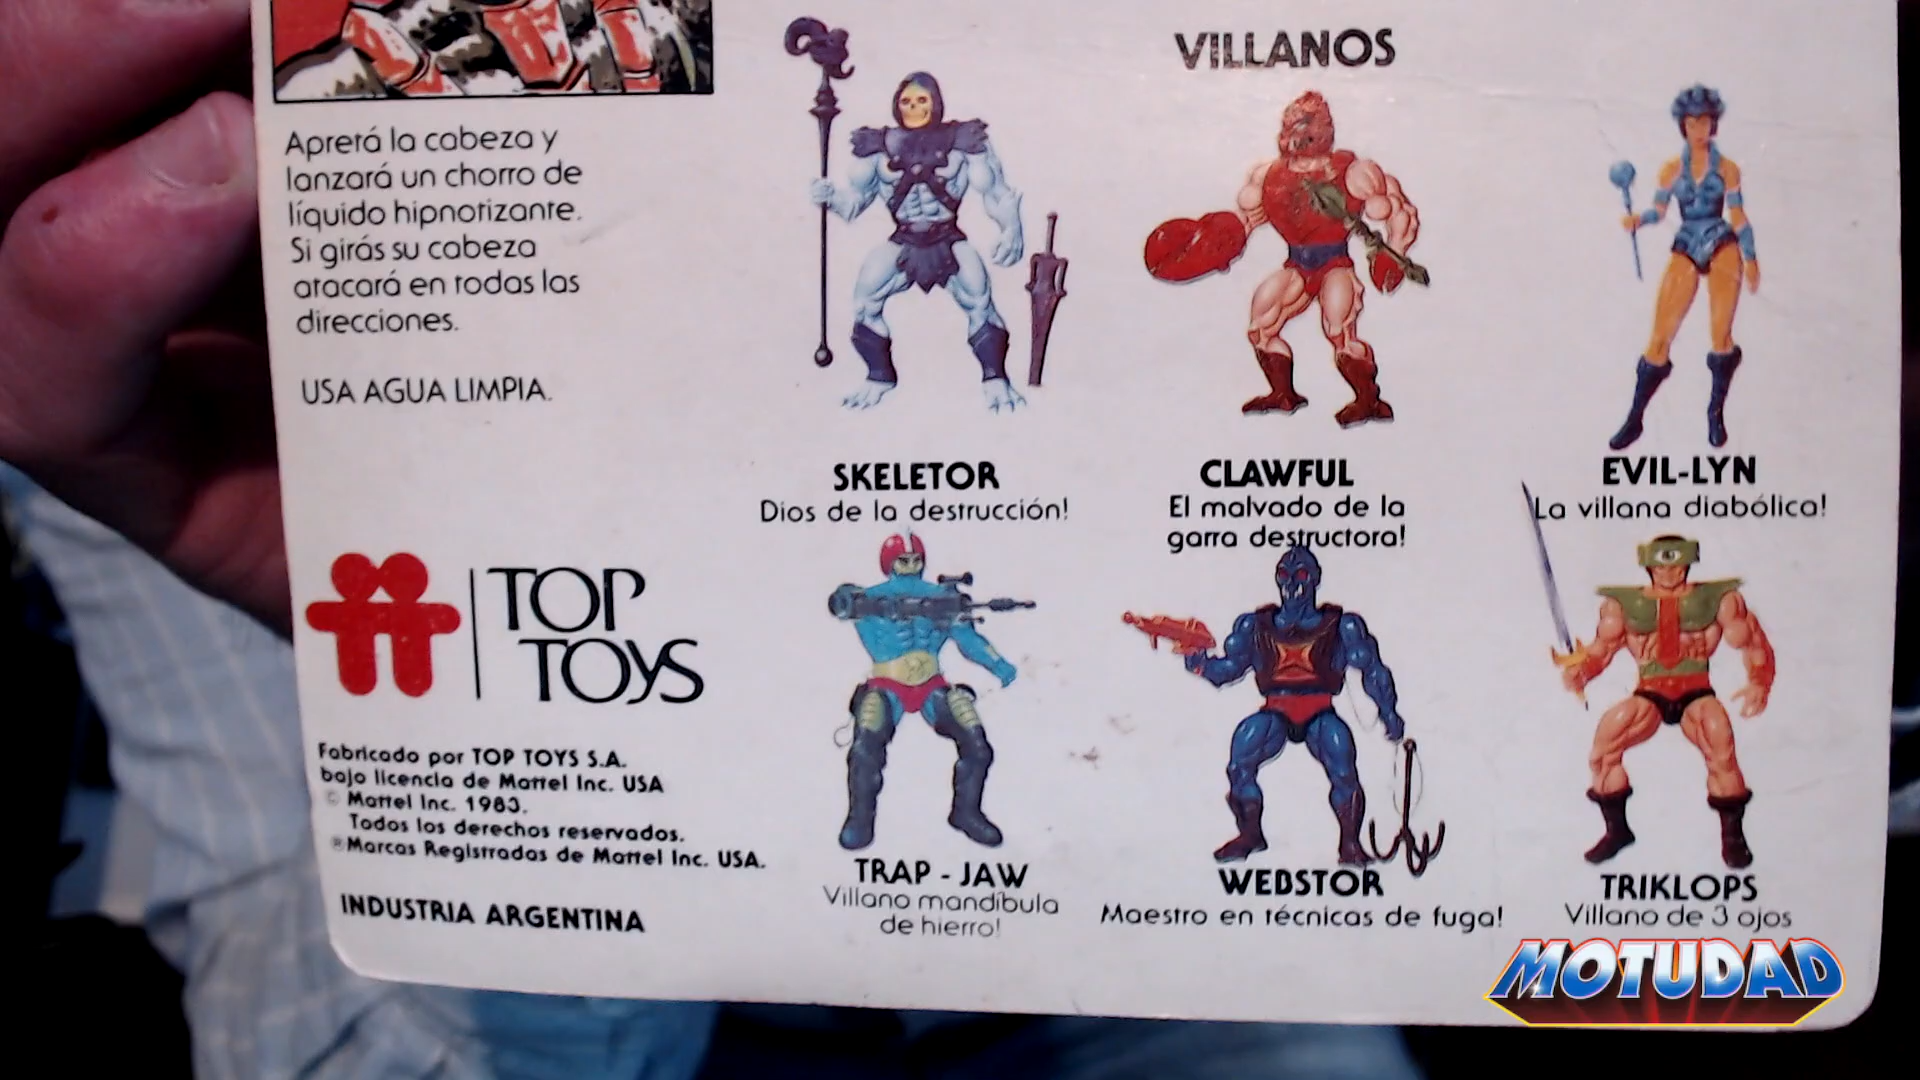 Apretá la cabeza y
lanzará un chorro de
líquido hipnotizante.
Si girás su cabeza
atacará en todas las
direcciones.
USA AGUA LIMPIA.
TOP
TOYS
Fabricado por TOP TOYS S.A.
bajo licencia de Mattel Inc. USA
© Mattel Inc. 1983.
Todos los derechos reservados.
®Marcas Registradas de Mattel Inc. USA.
INDUSTRIA ARGENTINA
VILLANOS
SKELETOR
Dios de la destrucción!
CLAWFUL
El malvado de la
garra destructora!
EVIL-LYN
La villana diabólica!
TRAP - JAW
Villano mandíbula
de hierro!
WEBSTOR
Maestro en técnicas de fuga!
TRIKLOPS
Villano de 3 ojos
MOTUDAD